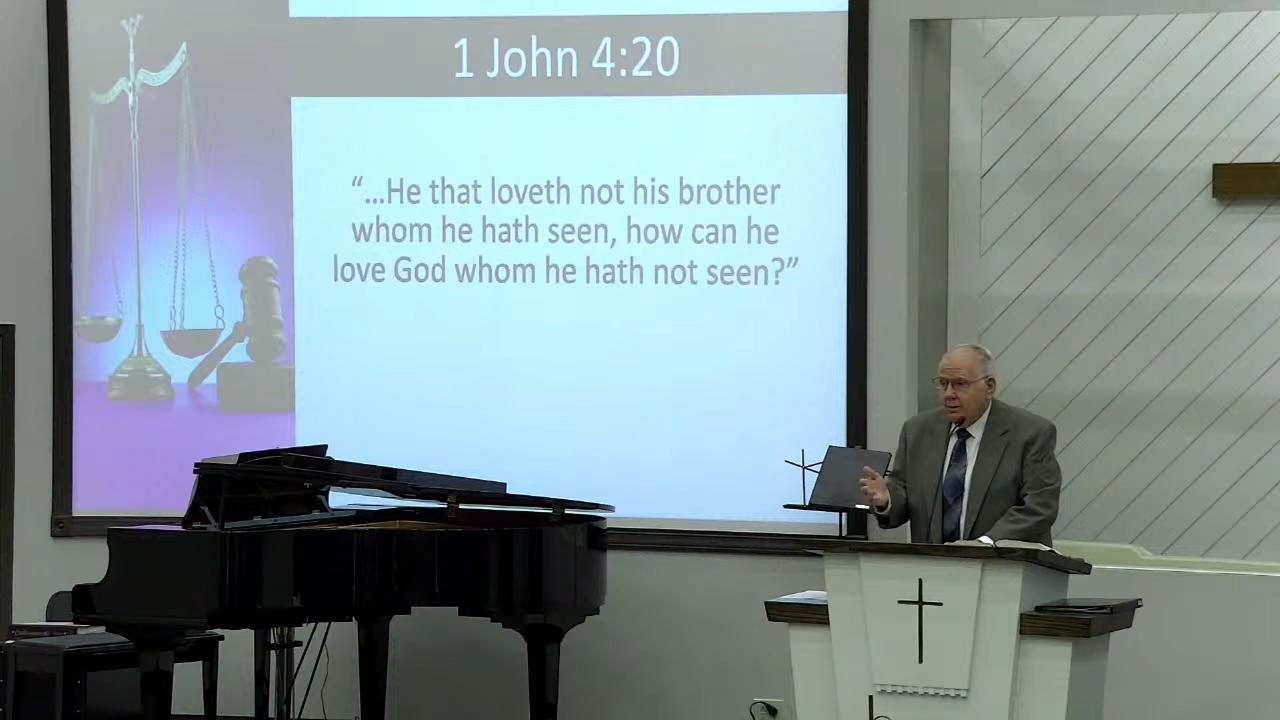 1 John 4:20
“...He that loveth not his brother
whom he hath seen, how can he
love God whom he hath not seen?”